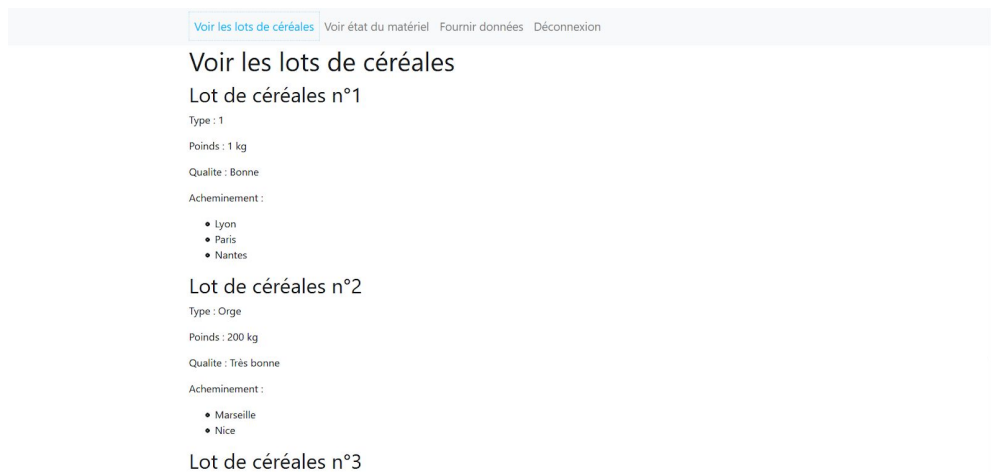 Voir les lots de céréales Voir état du matériel Fournir données Déconnexion
Voir les lots de céréales
Lot de céréales n°1
Type : 1
Poinds : 1 kg
Qualite : Bonne
Acheminement :
Lyon
Paris
Nantes
Lot de céréales n°2
Type : Orge
Poinds : 200 kg
Qualite : Très bonne
Acheminement :
Marseille
Nice
Lot de céréales n°3